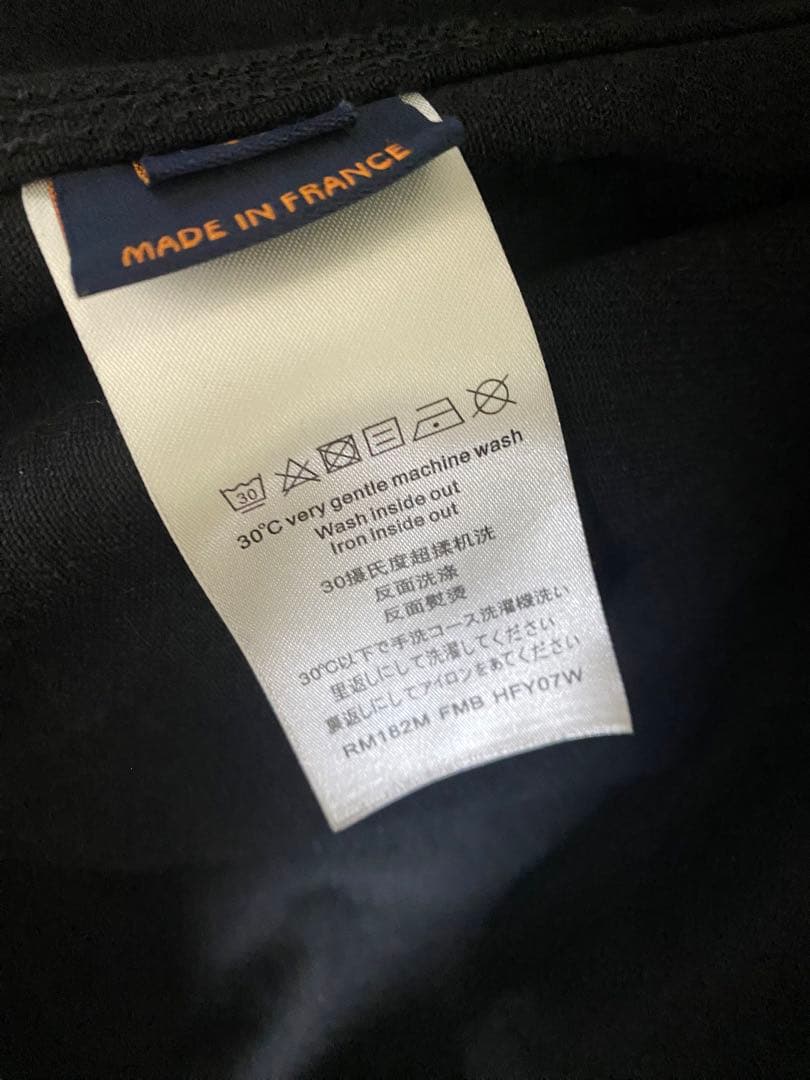 MADE IN FRANCE
30
30°C very gentle machine wash
Wash inside out
Iron Inside out
30摄氏度超揉机洗
反面洗涤
反面熨烫
30℃以下で手洗コース洗濯機洗い
里返しにして洗濯してください
裏返しにしてアイロンをあてください
RM182M FMB HFY07W